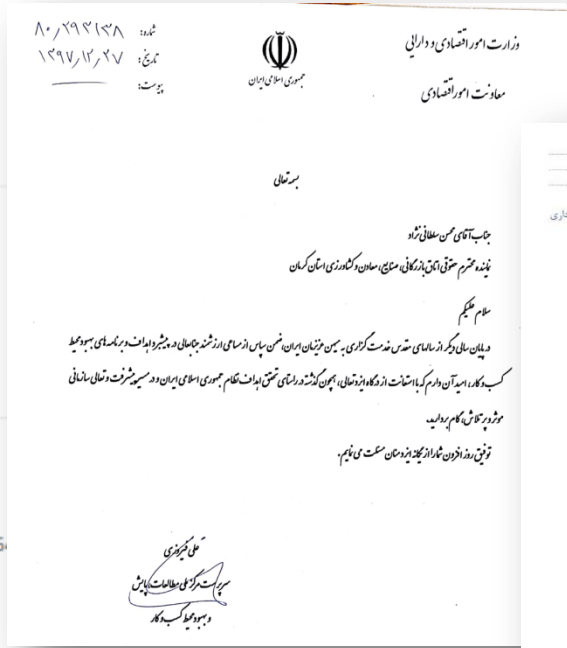 وزارت امور اقتصادی و دارایی
معاونت امور اقتصادی
جمهوری اسلامی ایران
شماره: ۸۰/۲۹۳۱۳۸
تاریخ: ۱۳۹۷/۱۲/۲۷
پیوست:
بسمه تعالی
جناب آقای محسن سلطانی نژاد
نماینده محترم حقوقی اتاق بازرگانی، صنایع، معادن و کشاورزی استان کرمان
سلام علیکم
در پایان سالی دیگر از سالهای مقدس خدمت گزاری به میهن عزیزمان ایران، ضمن سپاس از مساعی ارزشمند جنابعالی در پیشبرد اهداف و برنامه های بهبود محیط
کسب و کار، امید آن دارم که با استعانت از درگاه ایزد تعالی، همچون گذشته در راستای تحقق اهداف نظام جمهوری اسلامی ایران و در مسیر پیشرفت و تعالی سازمانی
موثر و پر تلاش، گام بردارید.
توفیق روز افزون شما را از یگانه ایزد منان مسئلت می نمایم.
علی فیروزی
سرپرست مرکز ملی مطالعات، پایش
و بهبود محیط کسب و کار